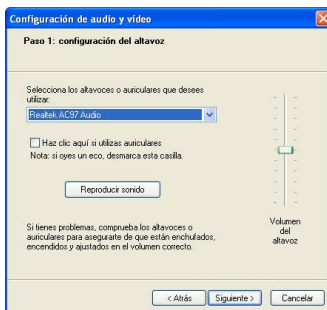 Configuración de audio y vídeo
Paso 1: configuración del altavoz
Selecciona los altavoces o auriculares que desees
utilizar:
Realtek AC97 Audio
Haz clic aquí si utilizas auriculares
Nota: si oyes un eco, desmarca esta casilla.
Reproducir sonido
Si tienes problemas, comprueba los altavoces o
auriculares para asegurarte de que están enchufados,
encendidos y ajustados en el volumen correcto.
Volumen
del
altavoz
< Atrás
Siguiente >
Cancelar